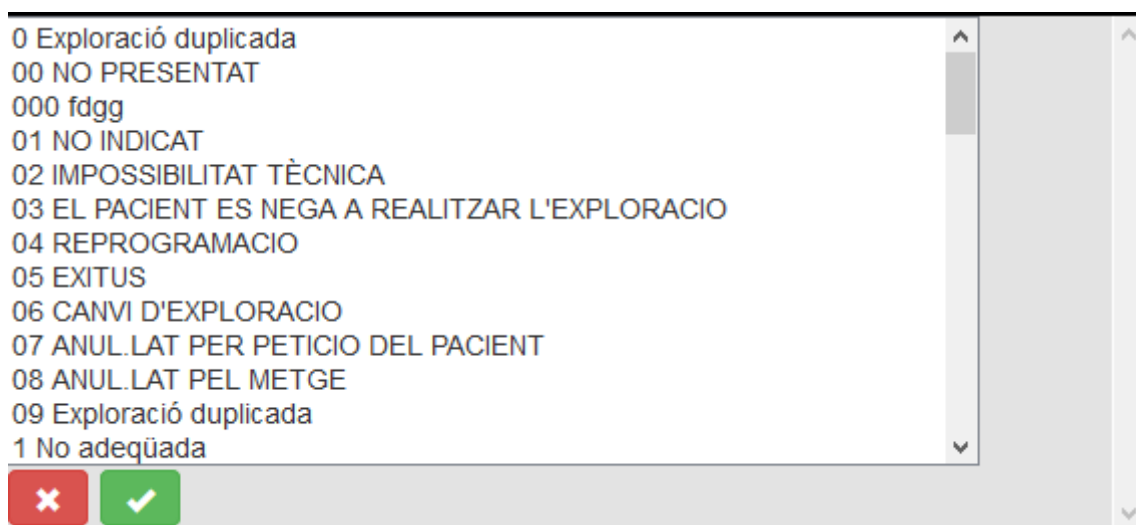 0 Exploració duplicada
00 NO PRESENTAT
000 fdgg
01 NO INDICAT
02 IMPOSSIBILITAT TÈCNICA
03 EL PACIENT ES NEGA A REALITZAR L'EXPLORACIO
04 REPROGRAMACIO
05 EXITUS
06 CANVI D'EXPLORACIO
07 ANUL.LAT PER PETICIO DEL PACIENT
08 ANUL.LAT PEL METGE
09 Exploració duplicada
1 No adeqüada